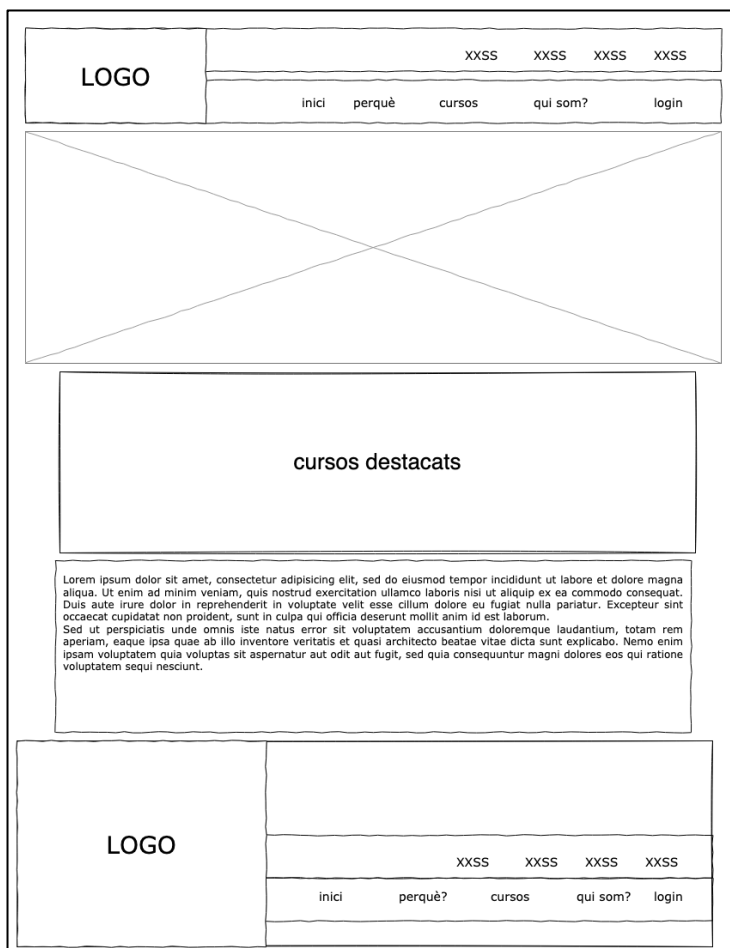 LOGO
XXSS XXSS XXSS XXSS
inici perquè cursos qui som? login
cursos destacats
Lorem ipsum dolor sit amet, consectetur adipisicing elit, sed do eiusmod tempor incididunt ut labore et dolore magna
aliqua. Ut enim ad minim veniam, quis nostrud exercitation ullamco laboris nisi ut aliquip ex ea commodo consequat.
Duis aute irure dolor in reprehenderit in voluptate velit esse cillum dolore eu fugiat nulla pariatur. Excepteur sint
occaecat cupidatat non proident, sunt in culpa qui officia deserunt mollit anim id est laborum.
Sed ut perspiciatis unde omnis iste natus error sit voluptatem accusantium doloremque laudantium, totam rem
aperiam, eaque ipsa quae ab illo inventore veritatis et quasi architecto beatae vitae dicta sunt explicabo. Nemo enim
ipsam voluptatem quia voluptas sit aspernatur aut odit aut fugit, sed quia consequuntur magni dolores eos qui ratione
voluptatem sequi nesciunt.
LOGO
XXSS XXSS XXSS XXSS
inici perquè? cursos qui som? login